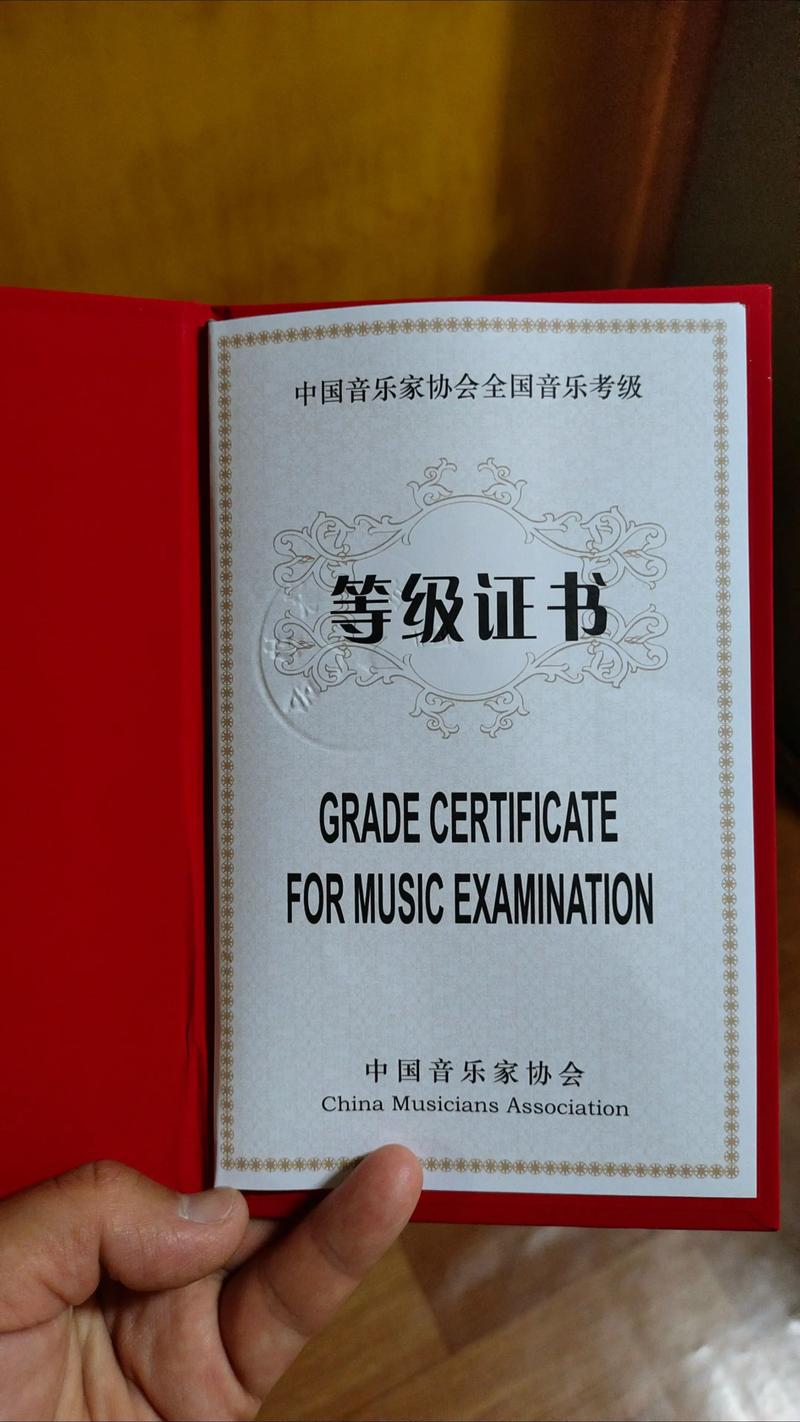 中国音乐家协会全国音乐考级
等级证书
GRADE CERTIFICATE
FOR MUSIC EXAMINATION
中国音乐家协会
China Musicians Association